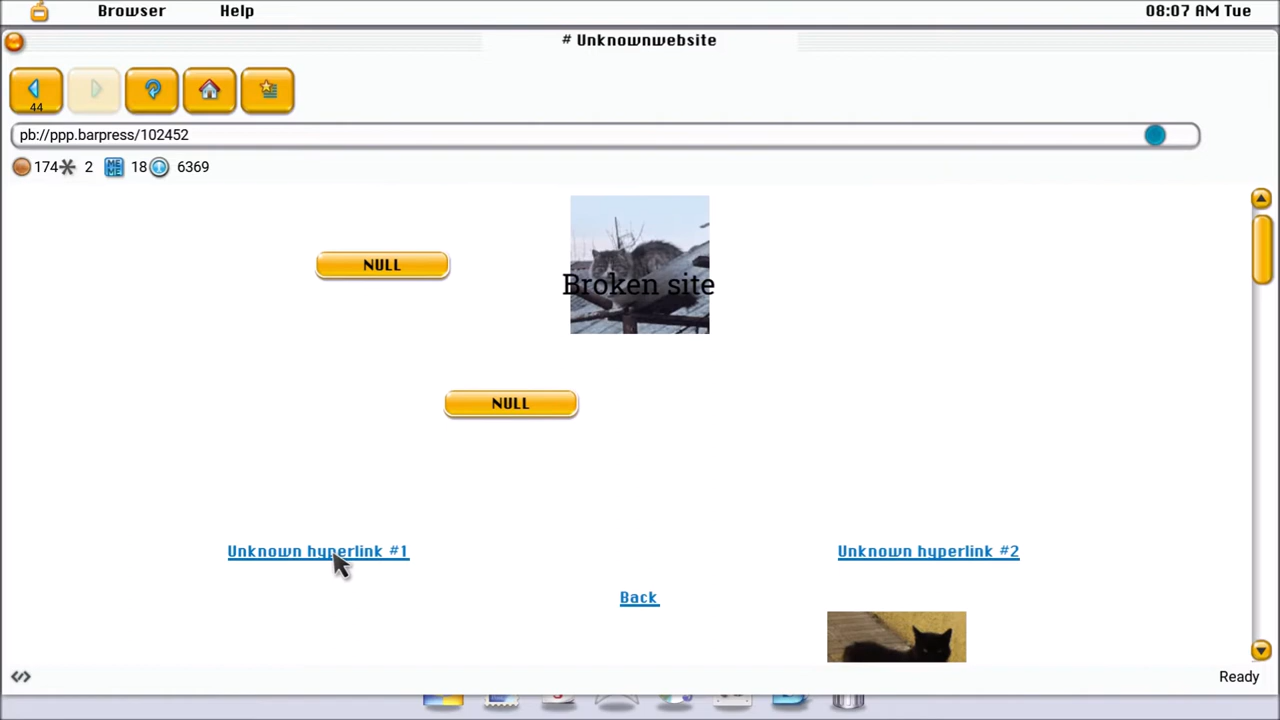 Browser Help 08:07 AM Tue
# Unknownwebsite
44
pb://ppp.barpress/102452
174 2 MEME 18 6369
NULL
Broken site
NULL
Unknown hyperlink #1 Unknown hyperlink #2
Back
Ready